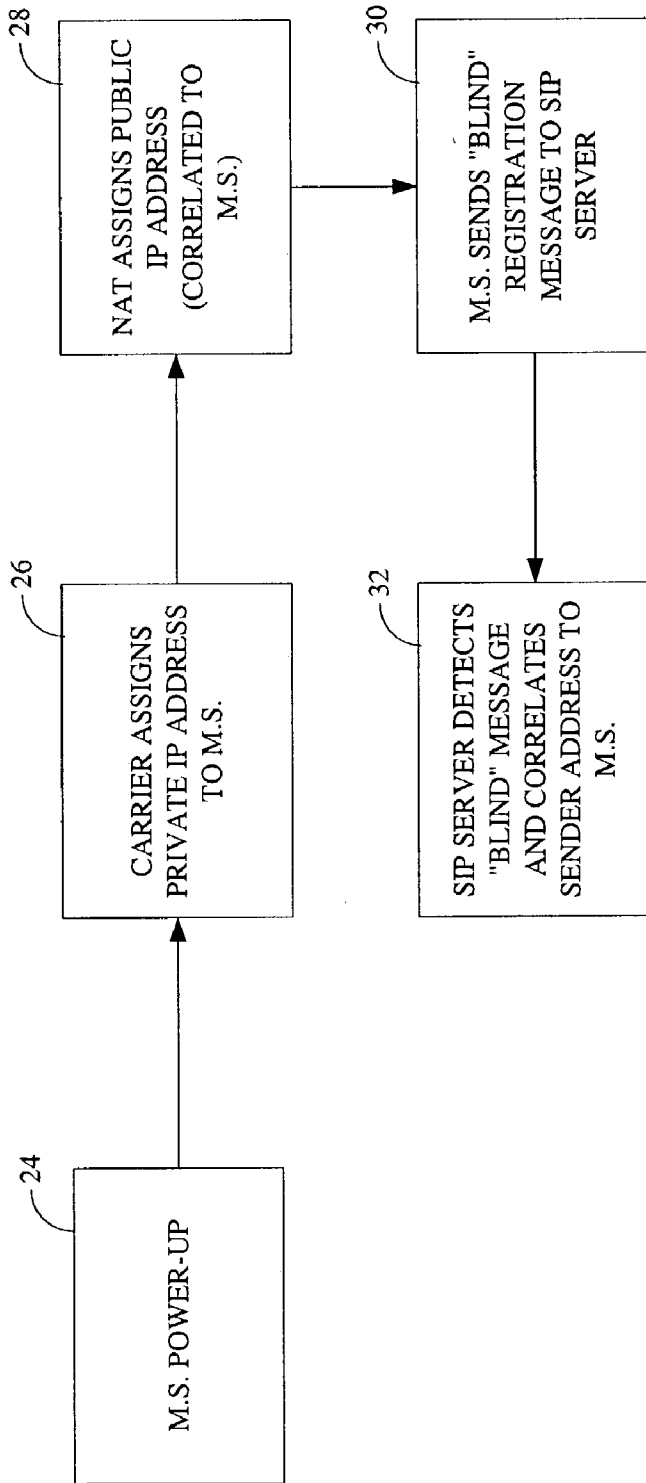 24
M.S. POWER-UP
26
CARRIER ASSIGNS
PRIVATE IP ADDRESS
TO M.S.
28
NAT ASSIGNS PUBLIC
IP ADDRESS
(CORRELATED TO
M.S.)
30
M.S. SENDS "BLIND"
REGISTRATION
MESSAGE TO SIP
SERVER
32
SIP SERVER DETECTS
"BLIND" MESSAGE
AND CORRELATES
SENDER ADDRESS TO
M.S.